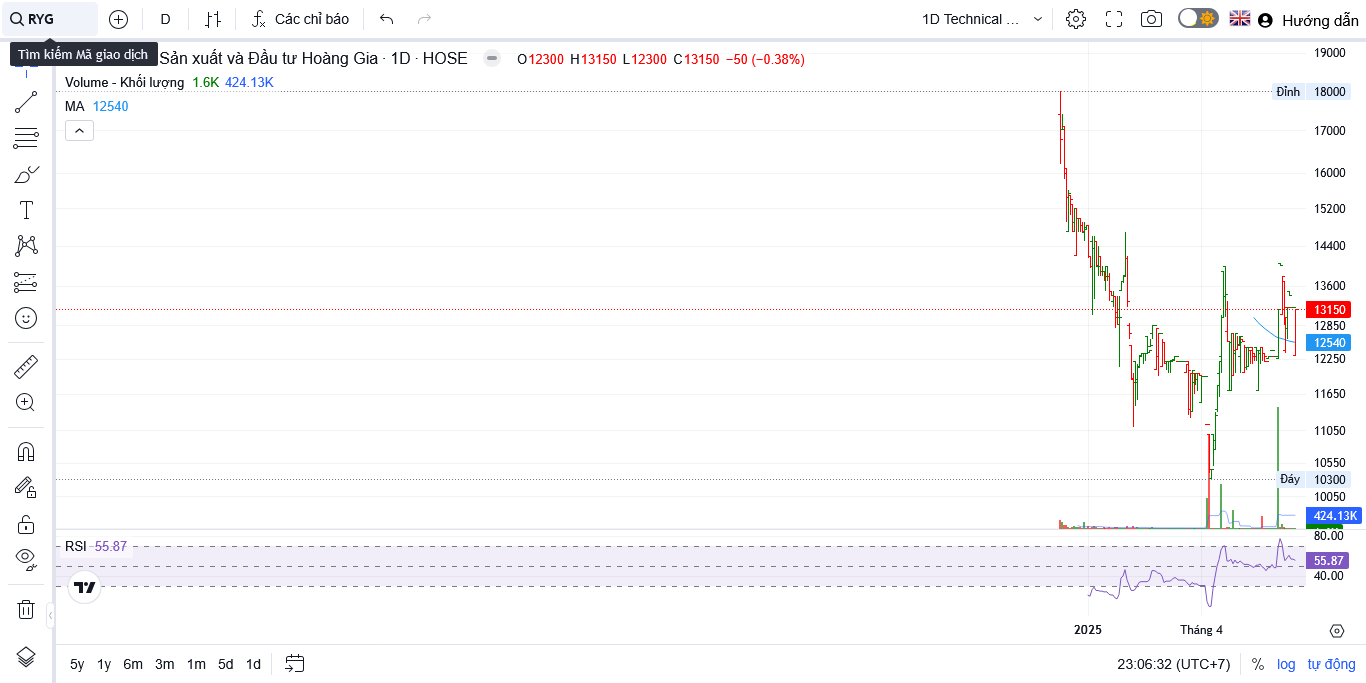 RYG
D
Các chỉ báo
1D Technical ...
Hướng dẫn
Tìm kiếm Mã giao dịch
Sản xuất và Đầu tư Hoàng Gia · 1D · HOSE
O12300 H13150 L12300 C13150 −50 (−0.38%)
Volume - Khối lượng 1.6K 424.13K
MA 12540
19000
Đỉnh 18000
17000
16000
15200
14400
13600
13150
12850
12540
12250
11650
11050
10550
Đáy 10300
10050
424.13K
80.00
RSI 55.87
55.87
40.00
2025
Tháng 4
5y 1y 6m 3m 1m 5d 1d
23:06:32 (UTC+7)
%
log
tự động